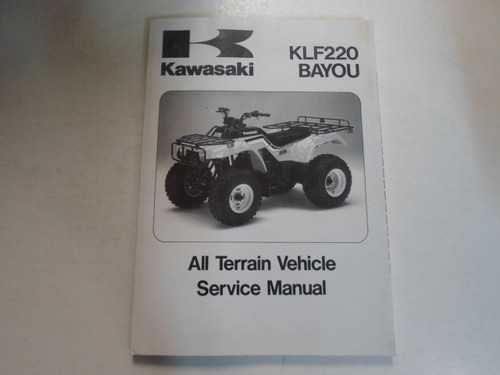 Kawasaki
KLF220
BAYOU
All Terrain Vehicle
Service Manual